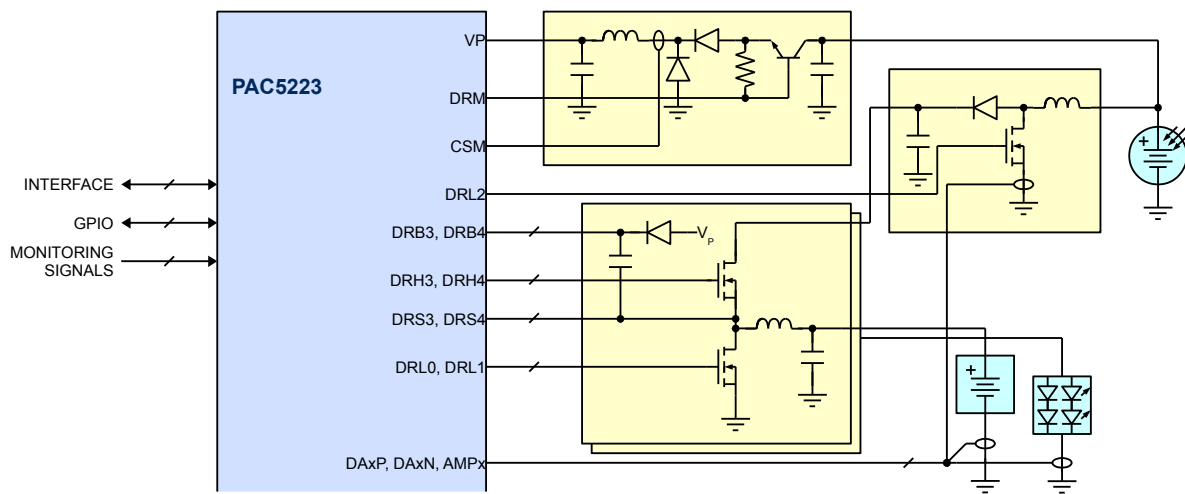 PAC5223
VP
DRM
CSM
DRL2
INTERFACE
GPIO
MONITORING
SIGNALS
DRB3, DRB4
VP
DRH3, DRH4
DRS3, DRS4
DRL0, DRL1
DAxP, DAxN, AMPx
+
+